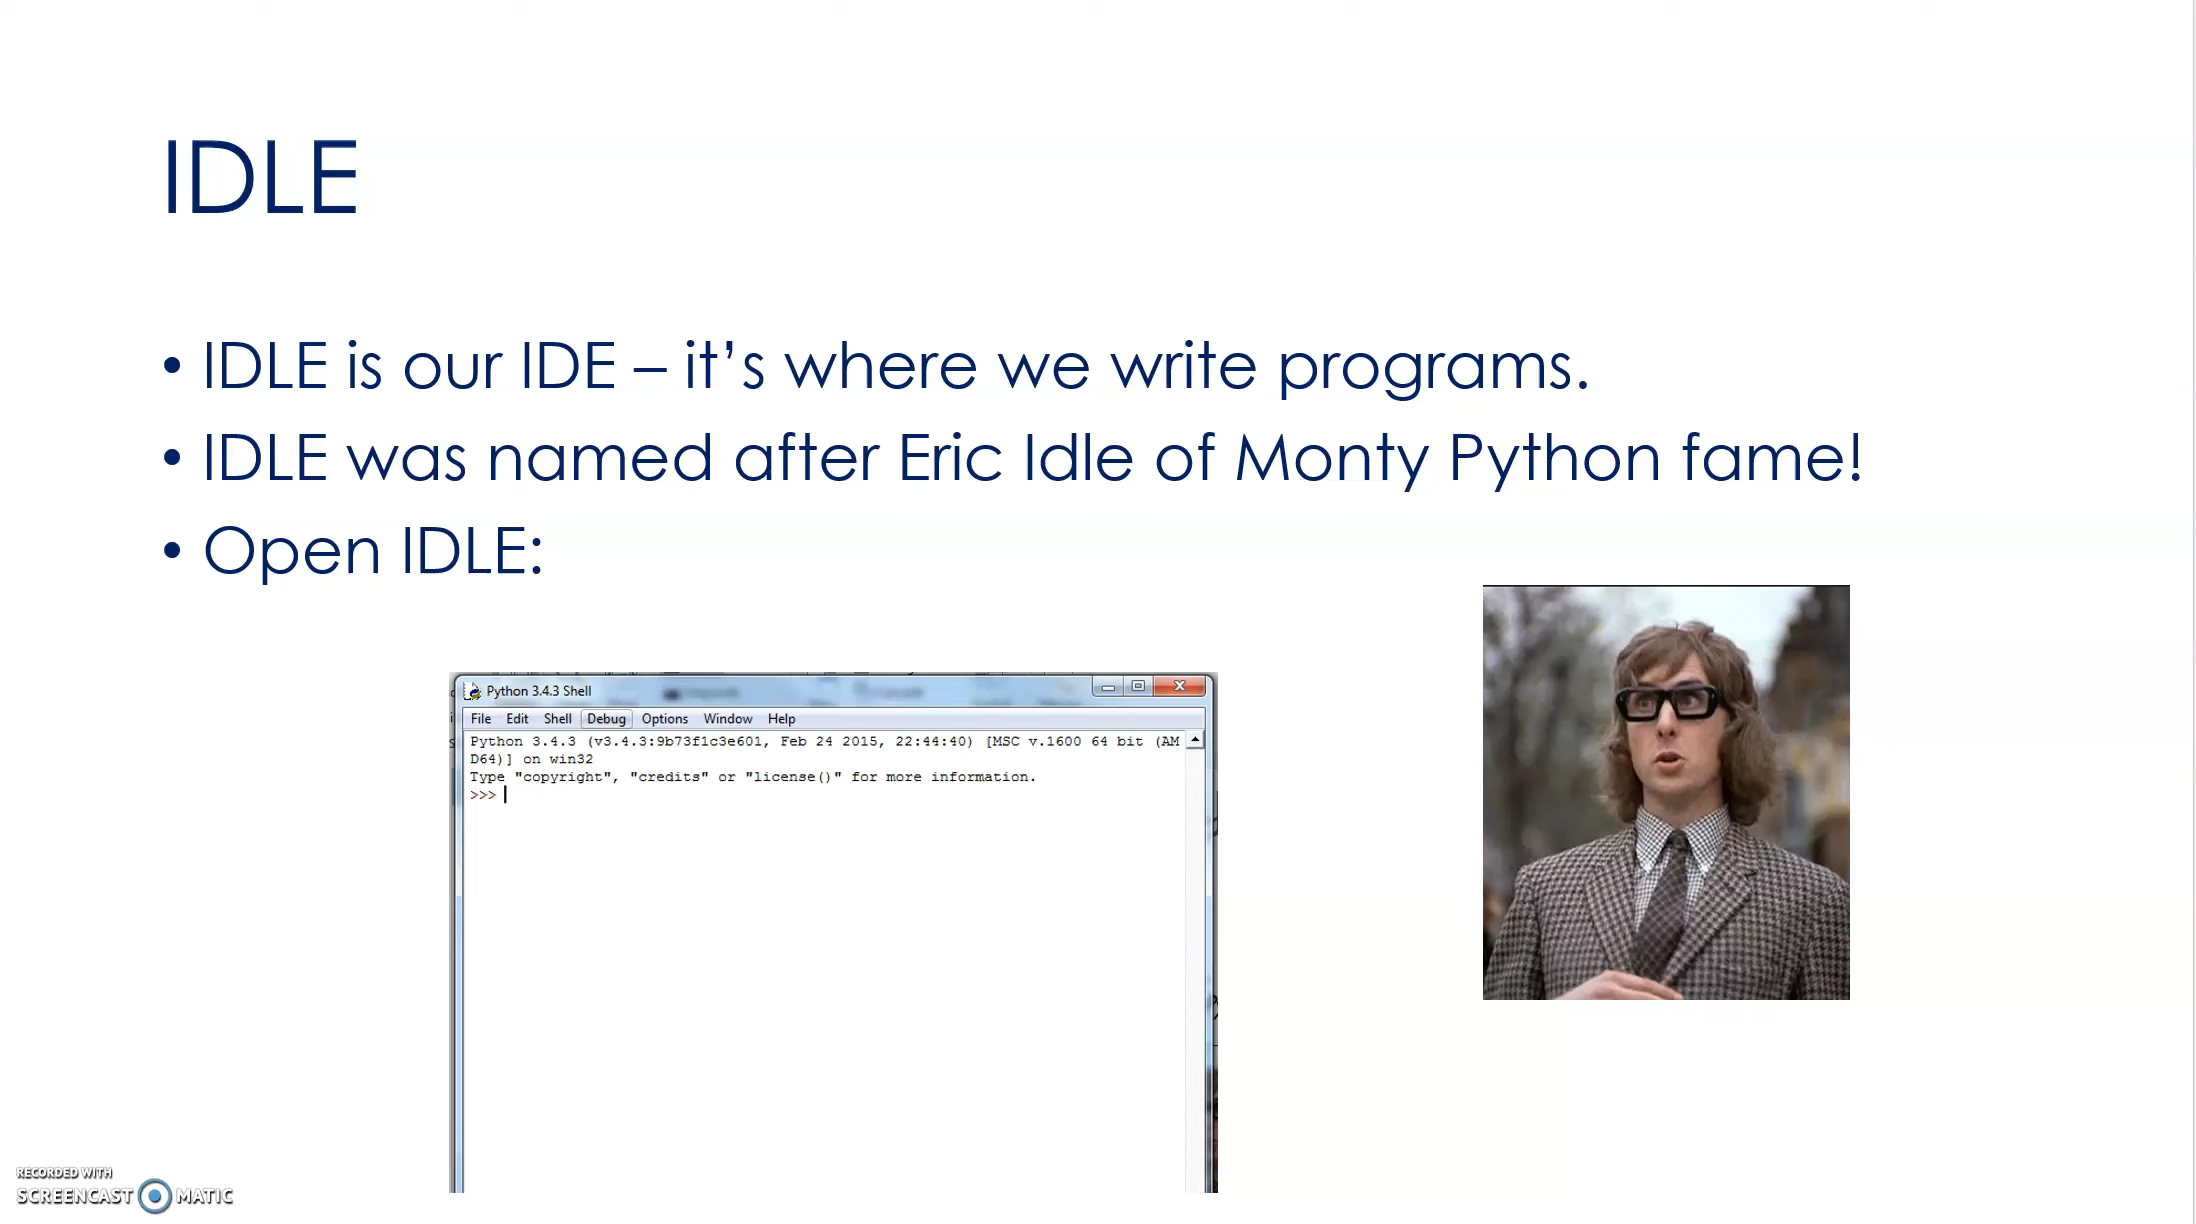 IDLE
• IDLE is our IDE – it’s where we write programs.
• IDLE was named after Eric Idle of Monty Python fame!
• Open IDLE:
Python 3.4.3 Shell
File Edit Shell Debug Options Window Help
Python 3.4.3 (v3.4.3:9b73f1c3e601, Feb 24 2015, 22:44:40) [MSC v.1600 64 bit (AM
D64)] on win32
Type "copyright", "credits" or "license()" for more information.
>>>
RECORDED WITH
SCREENCAST MATIC